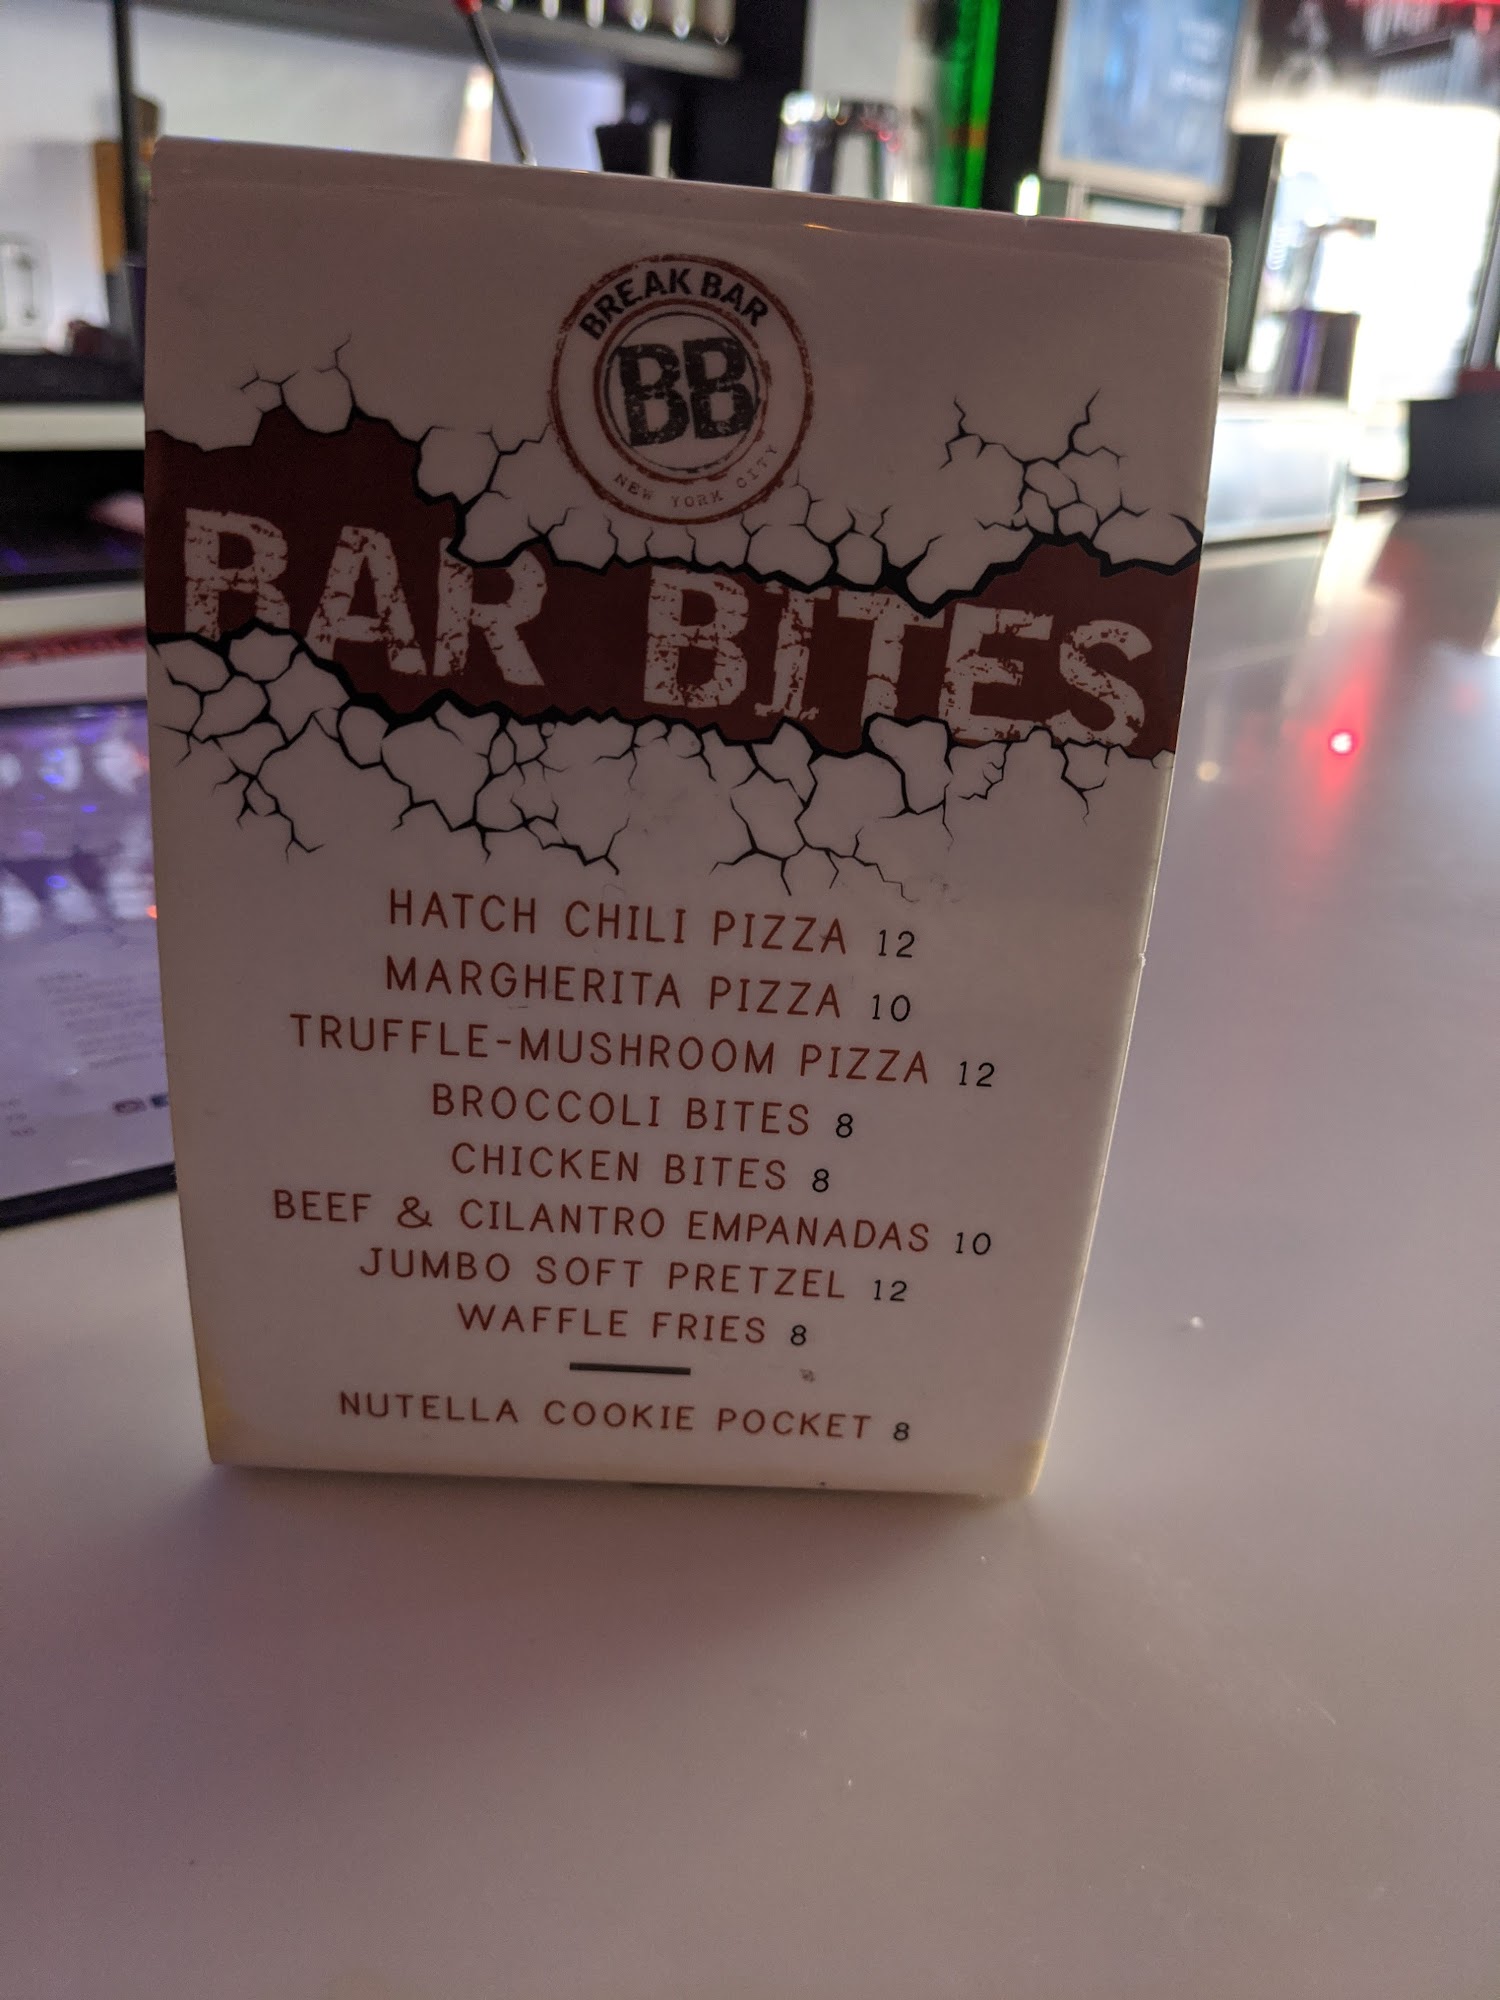 BREAK BAR
BB
NEW YORK CITY
BAR BITES
HATCH CHILI PIZZA 12
MARGHERITA PIZZA 10
TRUFFLE-MUSHROOM PIZZA 12
BROCCOLI BITES 8
CHICKEN BITES 8
BEEF & CILANTRO EMPANADAS 10
JUMBO SOFT PRETZEL 12
WAFFLE FRIES 8
NUTELLA COOKIE POCKET 8